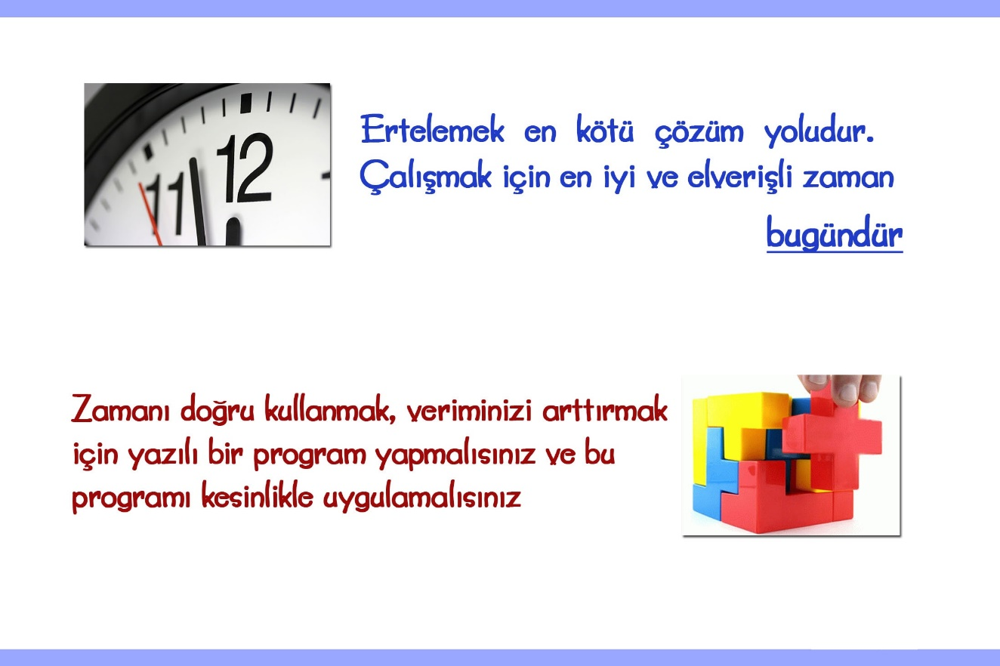 12
11
Ertelemek en kötü çözüm yoludur.
Çalışmak için en iyi ve elverişli zaman
bugündür
Zamanı doğru kullanmak, veriminizi arttırmak
için yazılı bir program yapmalısınız ve bu
programı kesinlikle uygulamalısınız